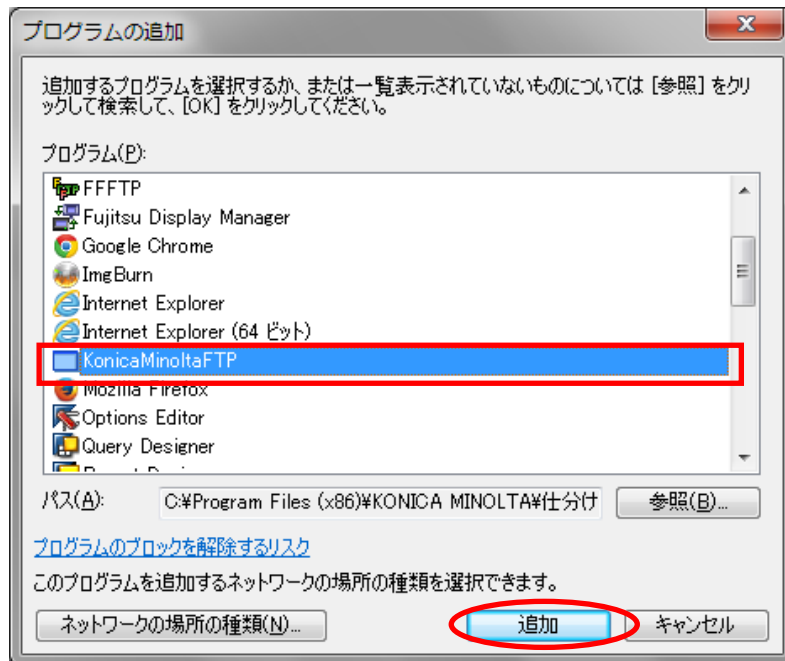 プログラムの追加
追加するプログラムを選択するか、または一覧表示されていないものについては [参照] をクリ
ックして検索して、[OK] をクリックしてください。
プログラム(P):
FFFTP
Fujitsu Display Manager
Google Chrome
ImgBurn
Internet Explorer
Internet Explorer (64 ビット)
KonicaMinoltaFTP
Mozilla Firefox
Options Editor
Query Designer
パス(A):
C:¥Program Files (x86)¥KONICA MINOLTA¥仕分け
参照(B)...
プログラムのブロックを解除するリスク
このプログラムを追加するネットワークの場所の種類を選択できます。
ネットワークの場所の種類(N)...
追加
キャンセル